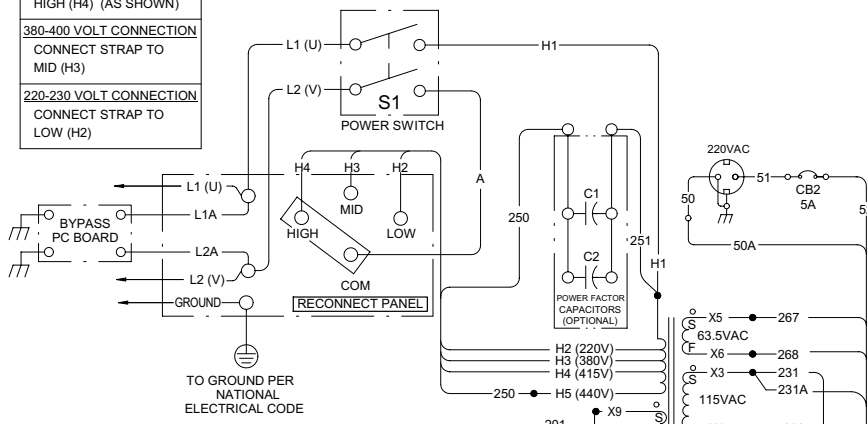 HIGH (H4) (AS SHOWN)
380-400 VOLT CONNECTION
CONNECT STRAP TO
MID (H3)
220-230 VOLT CONNECTION
CONNECT STRAP TO
LOW (H2)
L1 (U)
L2 (V)
S1
POWER SWITCH
H1
A
H4
H3
H2
L1 (U)
L1A
L2A
L2 (V)
GROUND
BYPASS
PC BOARD
MID
HIGH
LOW
COM
RECONNECT PANEL
TO GROUND PER
NATIONAL
ELECTRICAL CODE
250
C1
C2
251
H1
POWER FACTOR
CAPACITORS
(OPTIONAL)
220VAC
50
51
CB2
5A
50A
H2 (220V)
H3 (380V)
H4 (415V)
250
H5 (440V)
X5
267
S
63.5VAC
F
X6
268
X3
231
S
231A
115VAC
X9
S